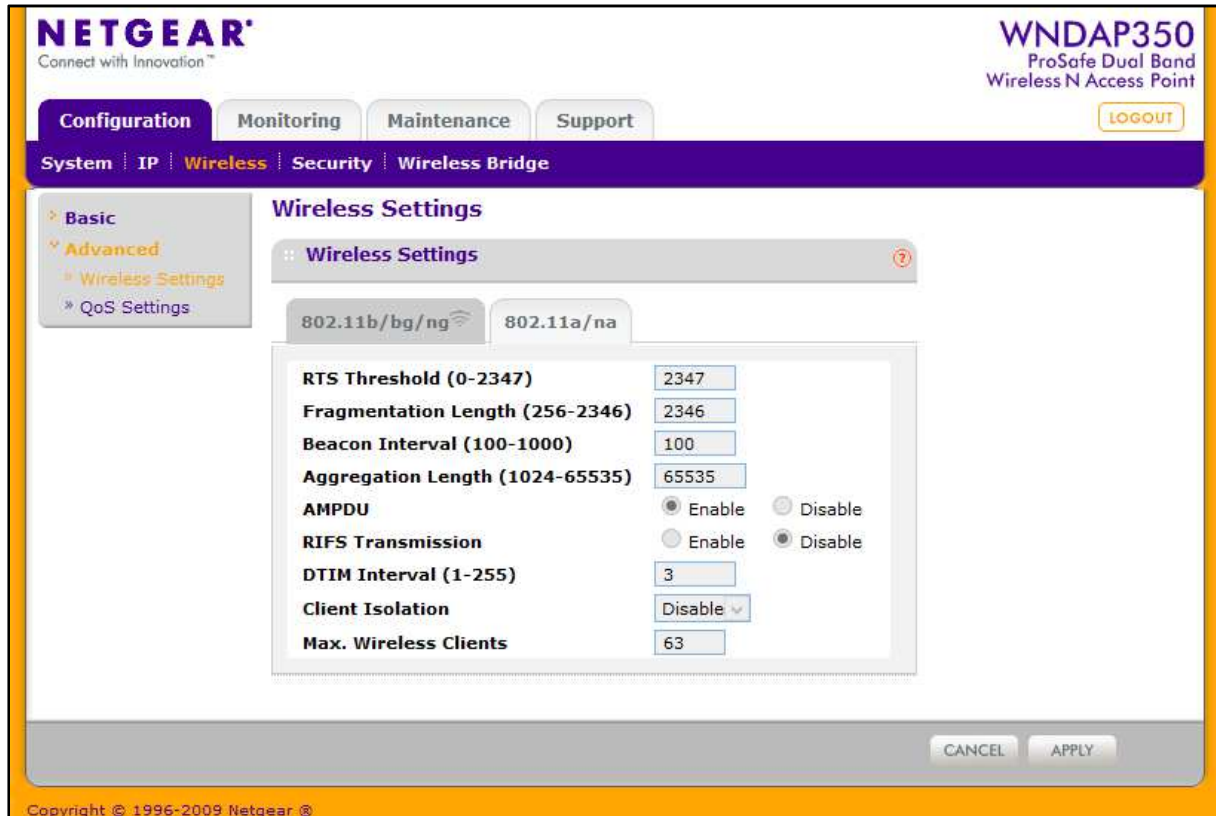 NETGEAR®
Connect with Innovation™
WNDAP350
ProSafe Dual Band
Wireless N Access Point
Configuration Monitoring Maintenance Support
LOGOUT
System IP Wireless Security Wireless Bridge
Basic
Advanced
Wireless Settings
QoS Settings
Wireless Settings
Wireless Settings ?
802.11b/bg/ng 802.11a/na
RTS Threshold (0-2347) 2347
Fragmentation Length (256-2346) 2346
Beacon Interval (100-1000) 100
Aggregation Length (1024-65535) 65535
AMPDU Enable Disable
RIFS Transmission Enable Disable
DTIM Interval (1-255) 3
Client Isolation Disable
Max. Wireless Clients 63
CANCEL APPLY
Copyright © 1996-2009 Netgear ®